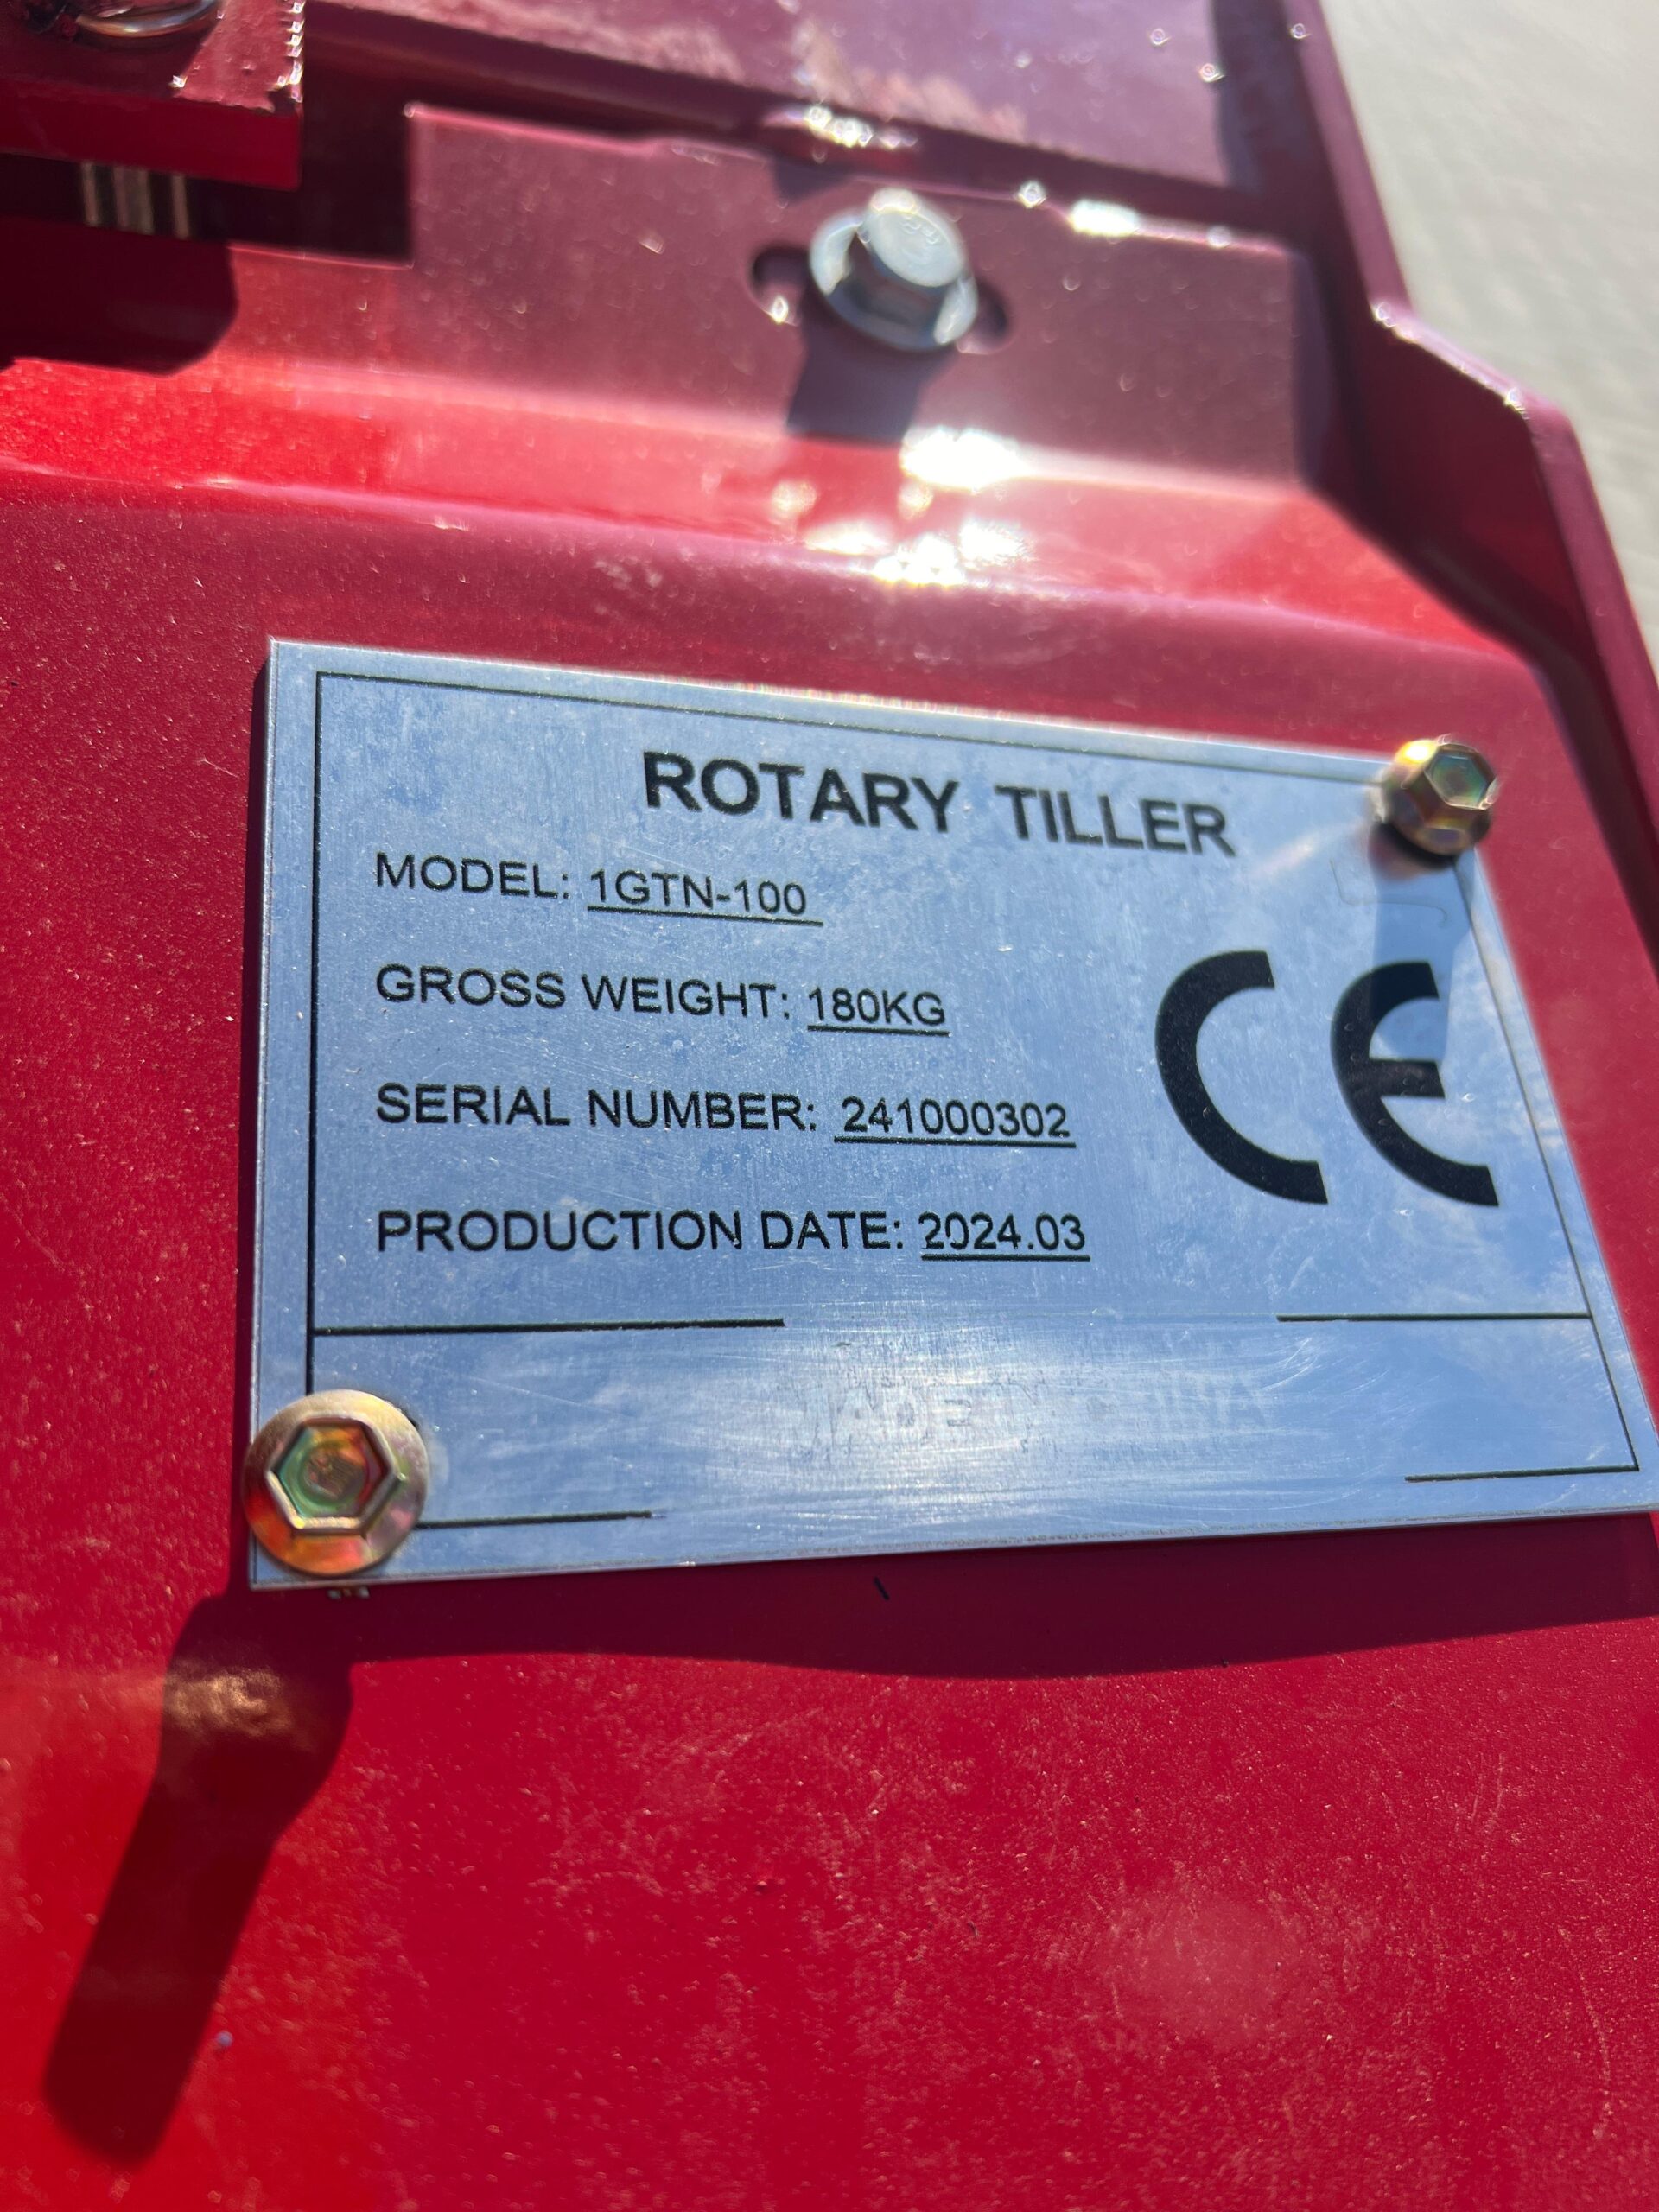 ROTARY TILLER
MODEL: 1GTN-100
GROSS WEIGHT: 180KG
SERIAL NUMBER: 241000302
PRODUCTION DATE: 2024.03
CE